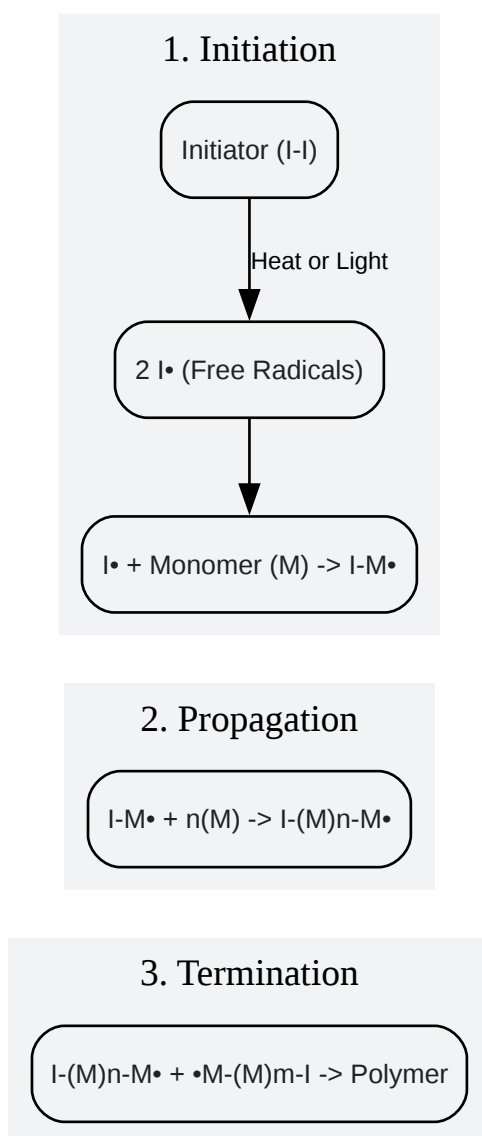 1. Initiation
Initiator (I-I)
Heat or Light
2 I• (Free Radicals)
I• + Monomer (M) -> I-M•
2. Propagation
I-M• + n(M) -> I-(M)n-M•
3. Termination
I-(M)n-M• + •M-(M)m-I -> Polymer